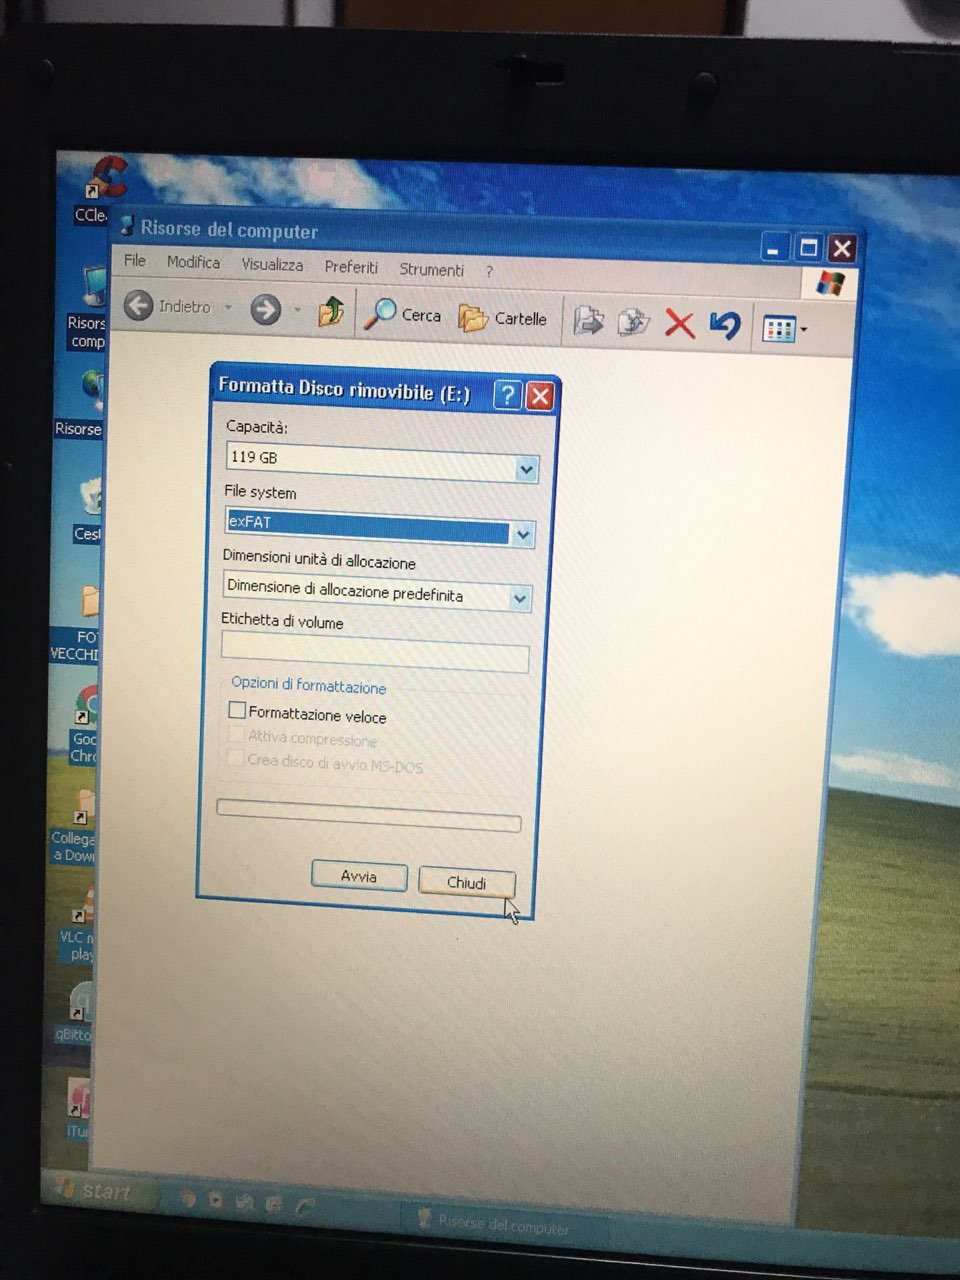 CClea
Risorse del computer
File Modifica Visualizza Preferiti Strumenti ?
Indietro Cerca Cartelle
Risors
comp
Formatta Disco rimovibile (E:)
Capacità:
119 GB
File system
exFAT
Dimensioni unità di allocazione
Dimensione di allocazione predefinita
Etichetta di volume
Opzioni di formattazione
Formattazione veloce
Attiva compressione
Crea disco di avvio MS-DOS
Avvia Chiudi
Risorse
Cest
FO
VECCHI
Goo
Chro
Collega
a Dow
VLC m
play
qBitto
iTun
start
Risorse del computer